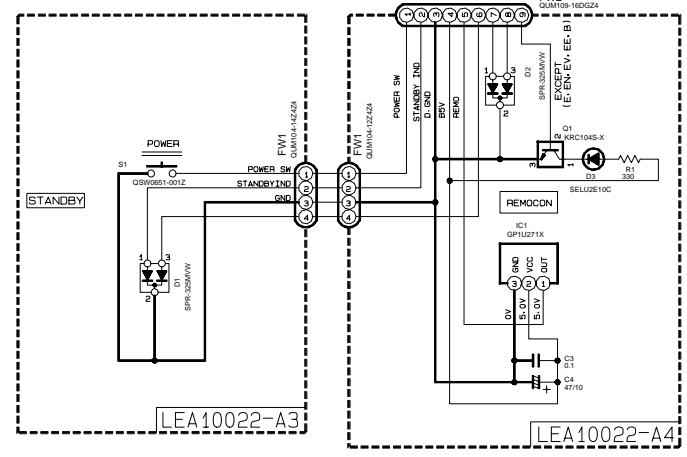 QUM109-16DGZ4
1 2 3 4 5 6 7 8 9
POWER SW
STANDBY IND
D-GND
B5V
REMO
1 3
2
D2
SPR-325MVW
EXCEPT
(E·EN·EV·EE·B)
Q1
KRC104S-X
2
3 1
D3
SELU2E10C
R1
330
REMOCON
IC1
GP1U271X
GND
VCC
OUT
3 2 1
0V
5.0V
5.0V
C3
0.1
C4
47/10
+
LEA10022-A4
FW1
QUM104-12Z4Z4
1
2
3
4
FW1
QUM104-14Z4Z4
1
2
3
4
POWER
S1
QSW0651-001Z
POWER SW
STANDBYIND
GND
STANDBY
1 3
2
D1
SPR-325MVW
LEA10022-A3